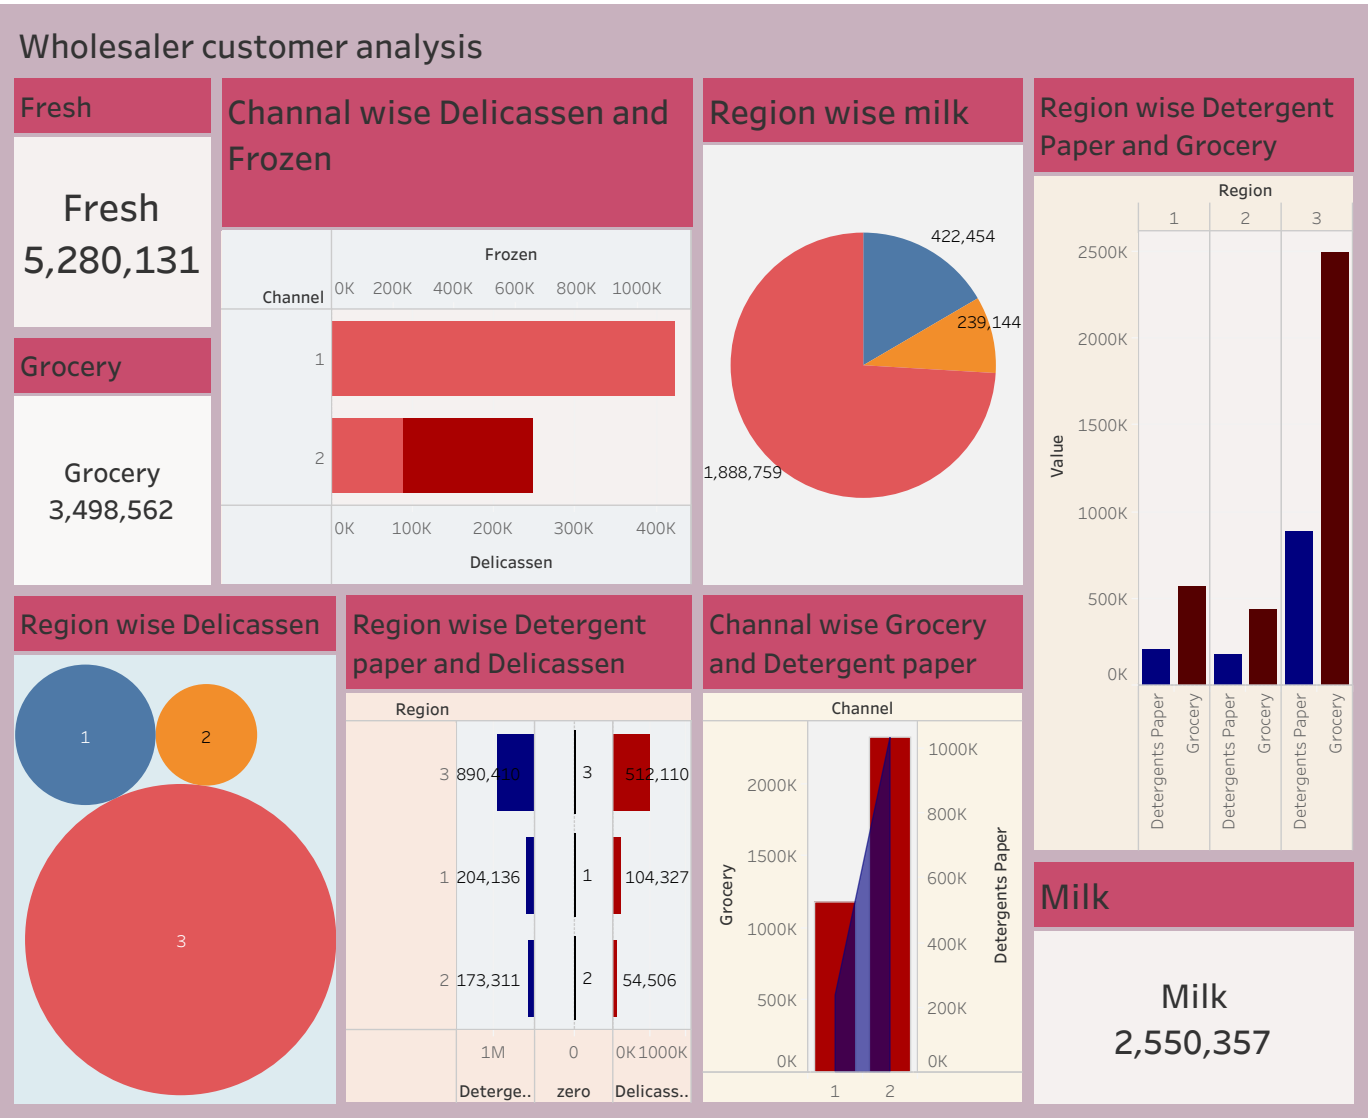 Wholesaler customer analysis
Fresh
Fresh
5,280,131
Grocery
Grocery
3,498,562
Channal wise Delicassen and
Frozen
Frozen
0K 200K 400K 600K 800K 1000K
Channel
1
2
0K 100K 200K 300K 400K
Delicassen
Region wise milk
422,454
239,144
1,888,759
Region wise Detergent
Paper and Grocery
Region
1 2 3
2500K
2000K
1500K
1000K
500K
0K
Value
Detergents Paper
Grocery
Detergents Paper
Grocery
Detergents Paper
Grocery
Region wise Delicassen
1
2
3
Region wise Detergent
paper and Delicassen
Region
3 890,410 3 512,110
1 204,136 1 104,327
2 173,311 2 54,506
1M 0 0K 1000K
Deterge.. zero Delicass..
Channal wise Grocery
and Detergent paper
Channel
2000K
1500K
1000K
500K
0K
Grocery
1000K
800K
600K
400K
200K
0K
Detergents Paper
1 2
Milk
Milk
2,550,357